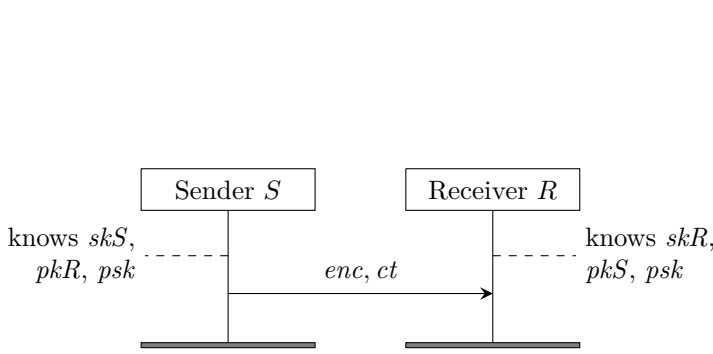 Sender S
Receiver R
knows skS,
pkR, psk
enc, ct
knows skR,
pkS, psk